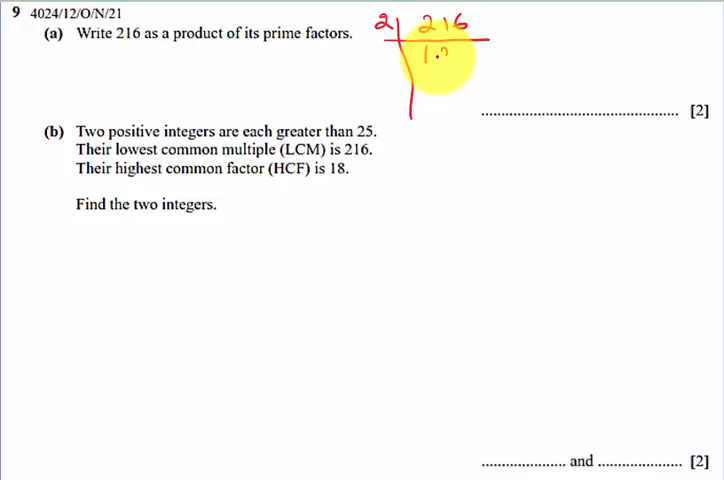 9 4024/12/O/N/21
(a) Write 216 as a product of its prime factors.
2 216
................................................ [2]
(b) Two positive integers are each greater than 25.
Their lowest common multiple (LCM) is 216.
Their highest common factor (HCF) is 18.
Find the two integers.
..................... and ..................... [2]